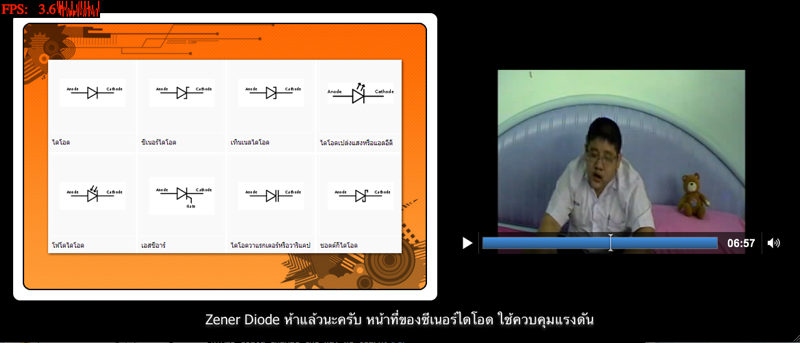 FPS: 3.6
Anode Cathode Anode Cathode Anode Cathode Anode Cathode
ไดโอด ซีเนอร์ไดโอด เท็นเนลไดโอด ไดโอดเปล่งแสงหรือแอลอีดี
Anode Cathode Anode Cathode Anode Cathode Anode Cathode
Gate
โฟโตไดโอด เอสซีอาร์ ไดโอดวาแรกเตอร์หรือวาริแคป ชอตต์กีไดโอด
06:57
Zener Diode ห้าแล้วนะครับ หน้าที่ของซีเนอร์ไดโอด ใช้ควบคุมแรงดัน